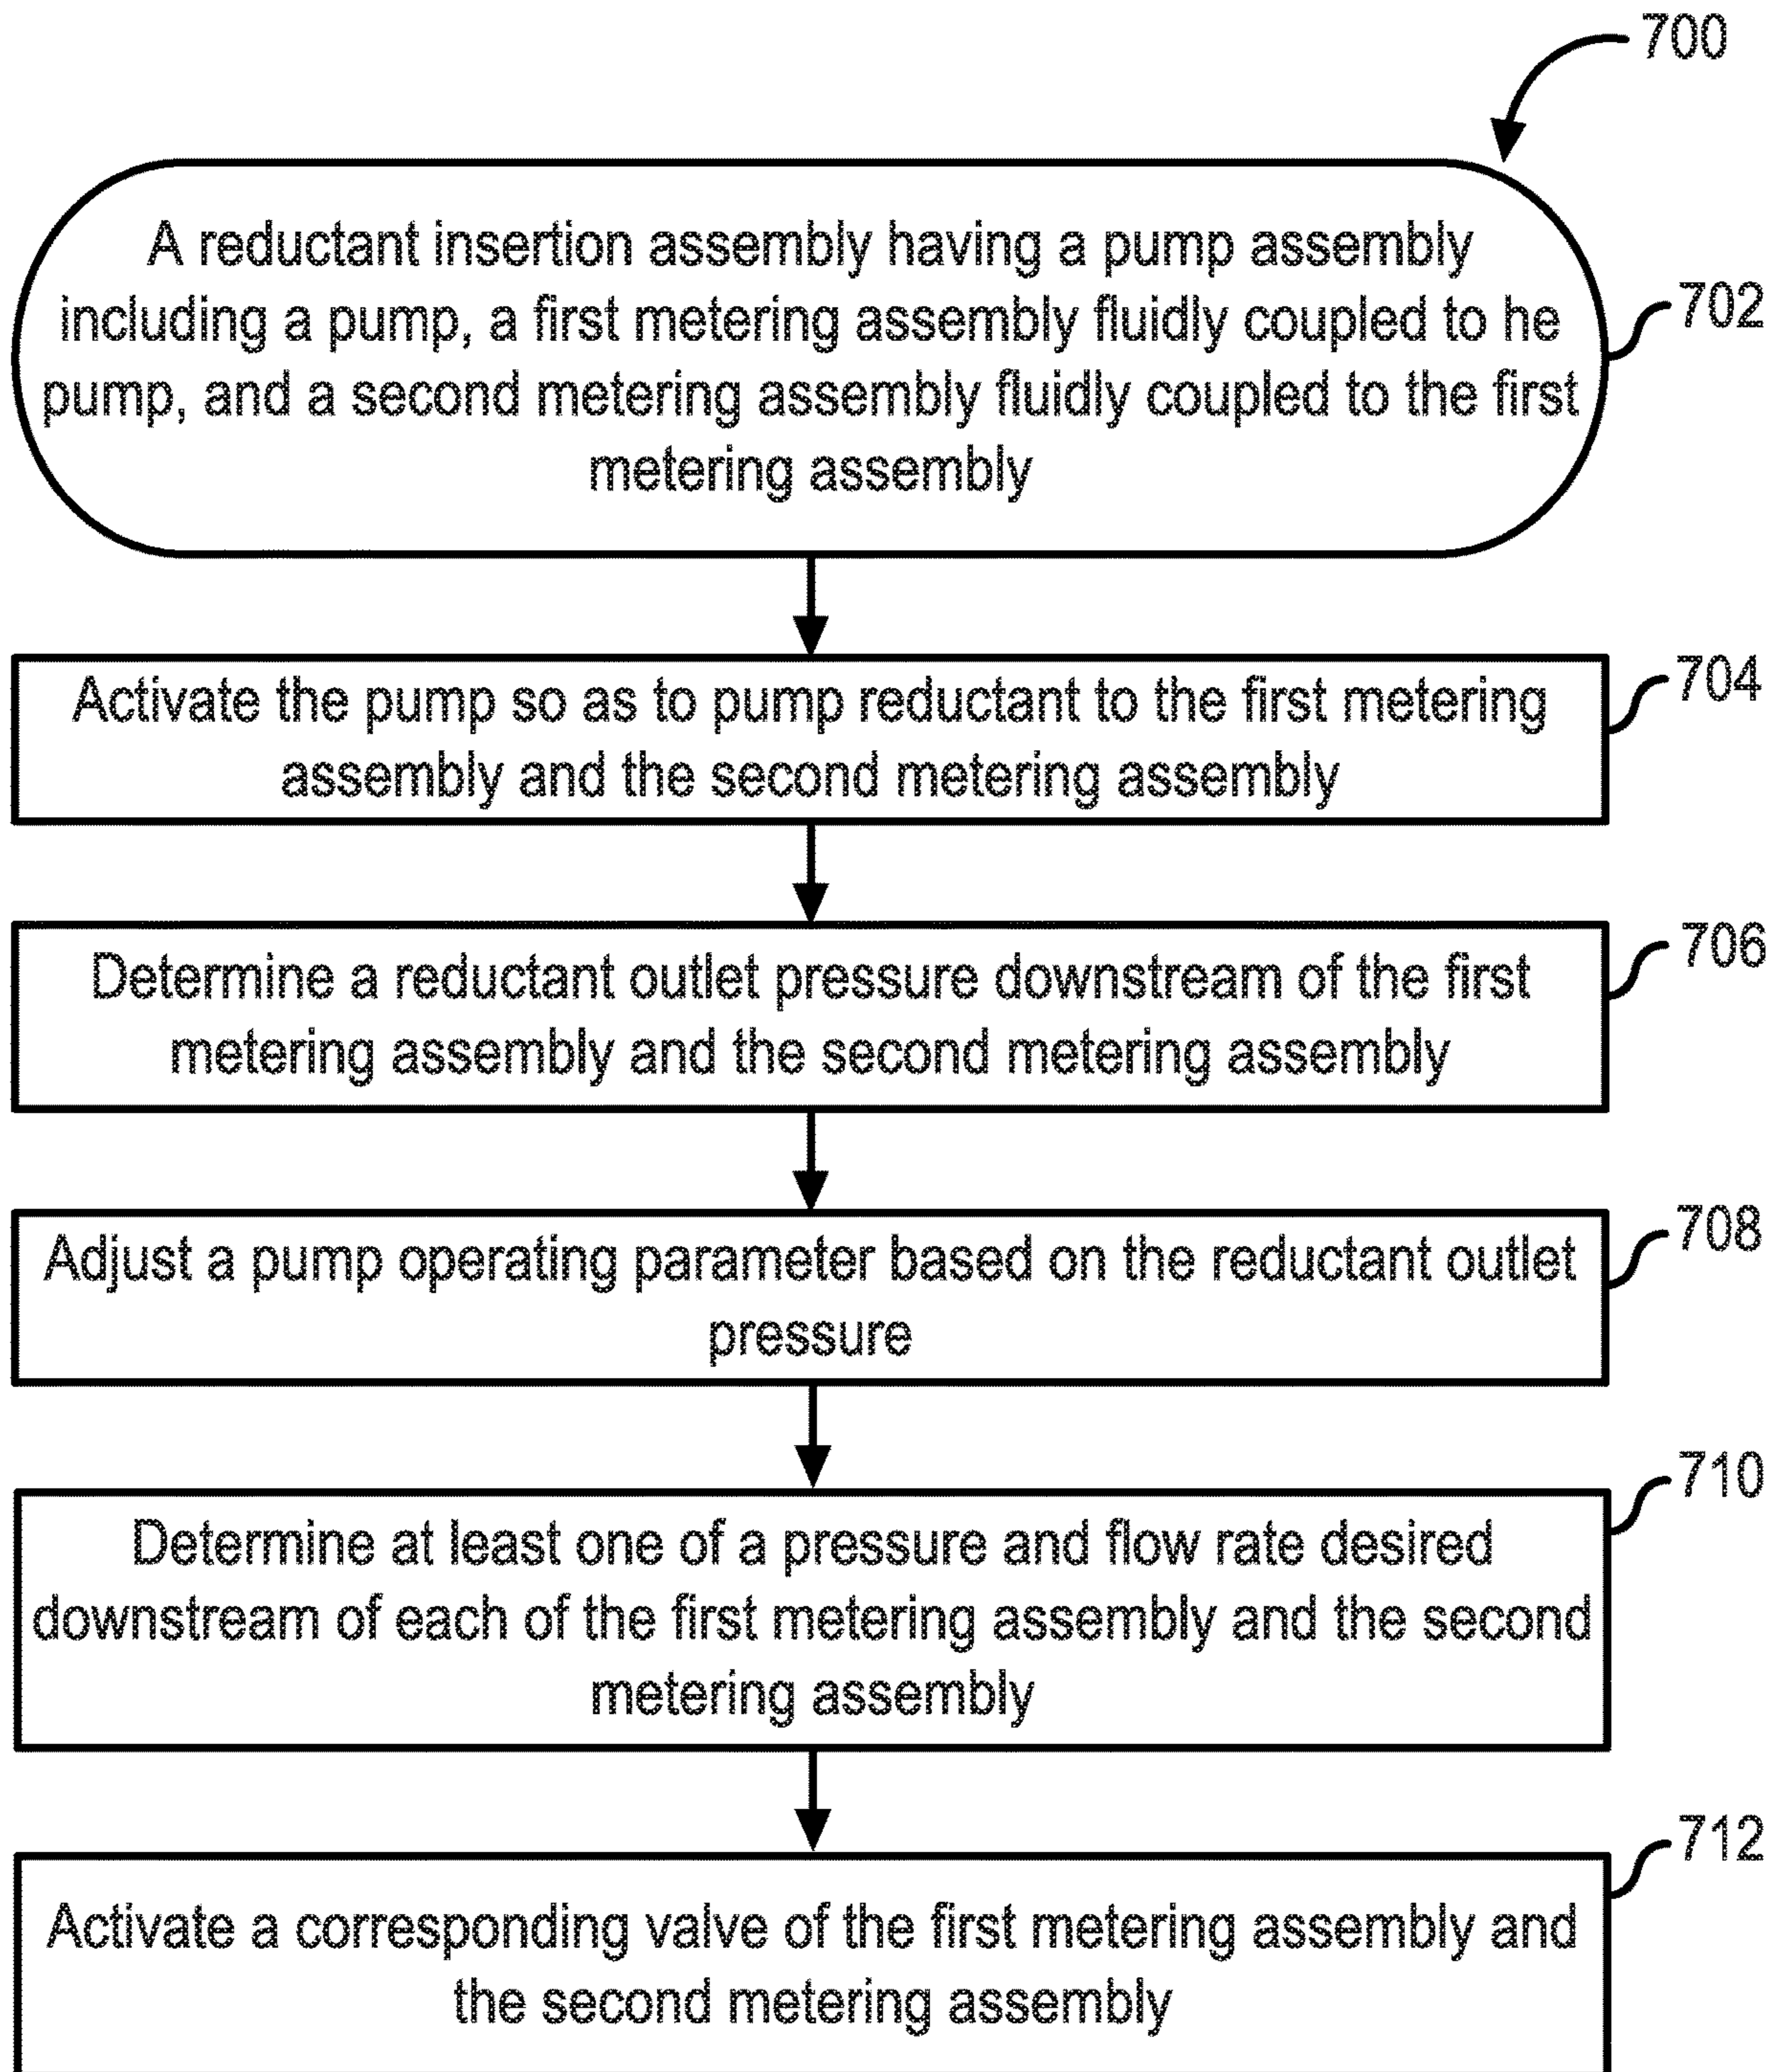 700
A reductant insertion assembly having a pump assembly
including a pump, a first metering assembly fluidly coupled to he
pump, and a second metering assembly fluidly coupled to the first
metering assembly
702
Activate the pump so as to pump reductant to the first metering
assembly and the second metering assembly
704
Determine a reductant outlet pressure downstream of the first
metering assembly and the second metering assembly
706
Adjust a pump operating parameter based on the reductant outlet
pressure
708
Determine at least one of a pressure and flow rate desired
downstream of each of the first metering assembly and the second
metering assembly
710
Activate a corresponding valve of the first metering assembly and
the second metering assembly
712